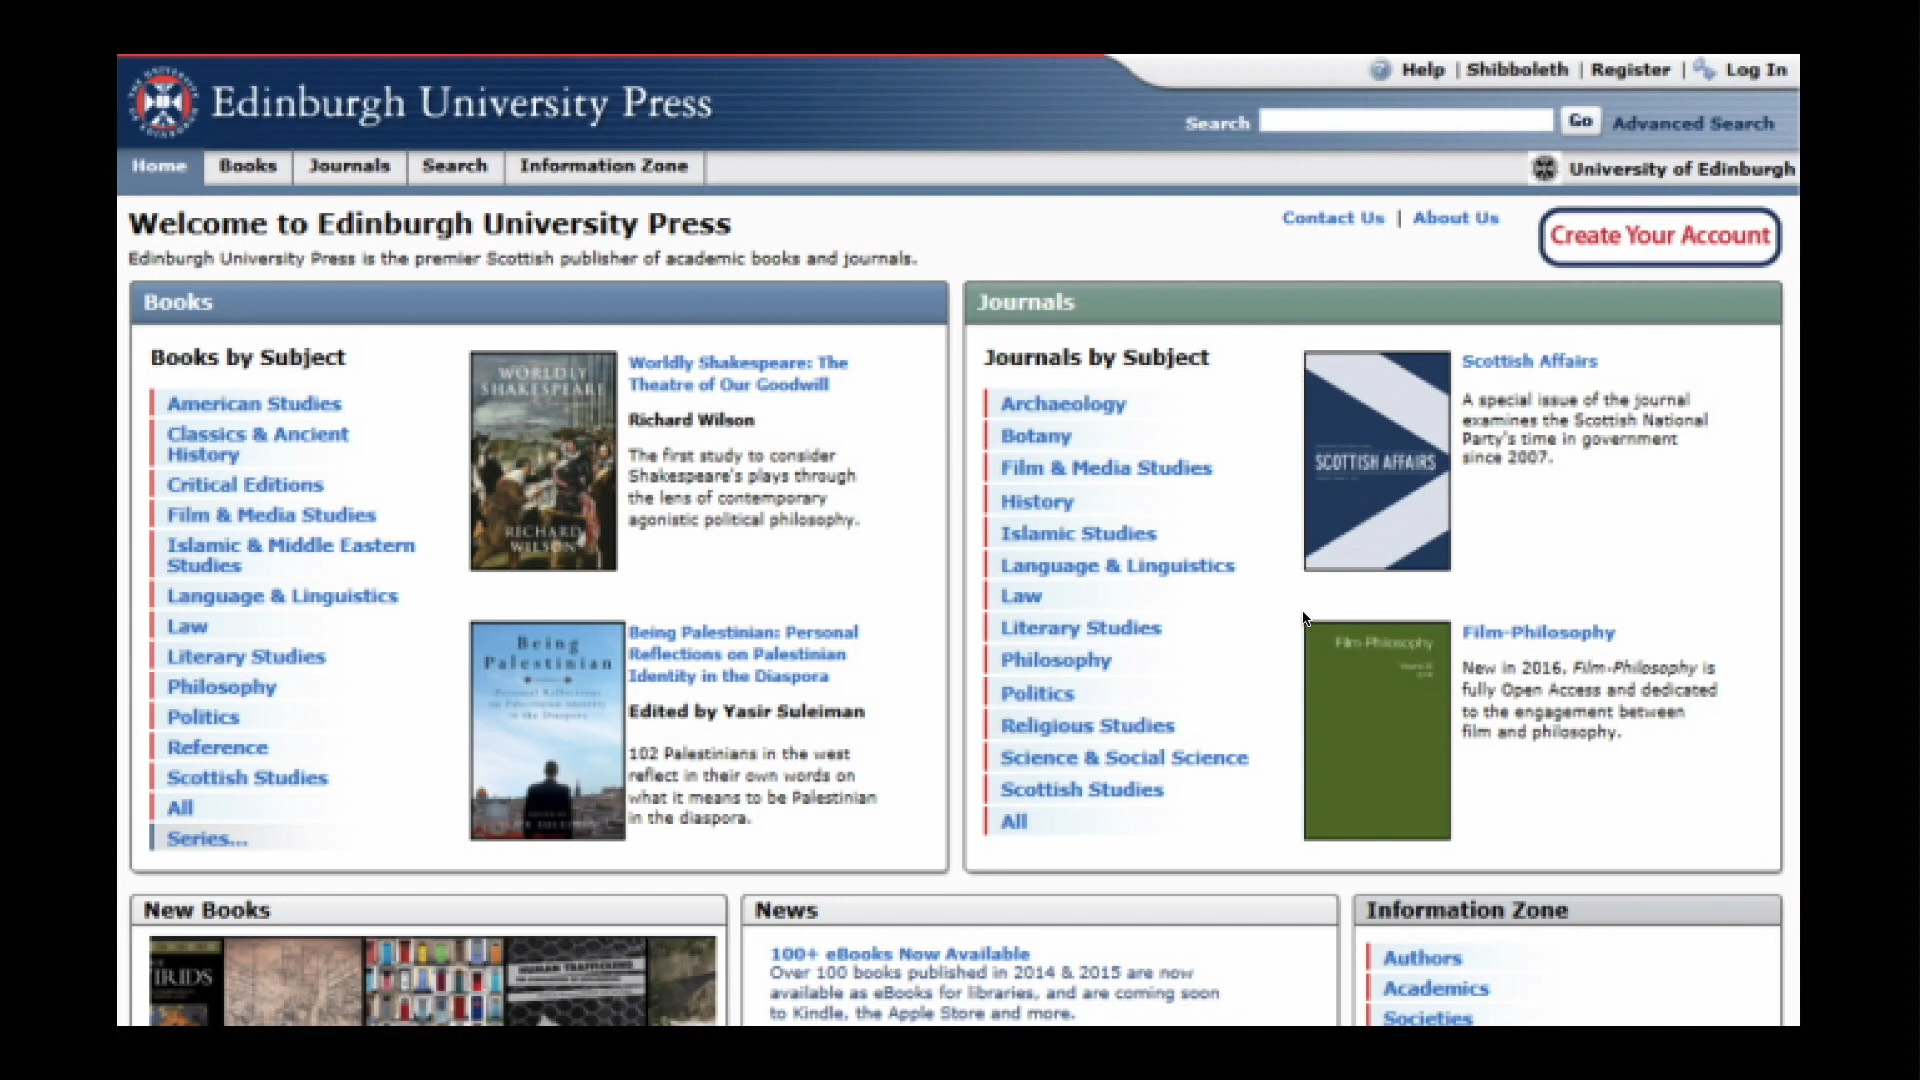 Help | Shibboleth | Register | Log In
Edinburgh University Press
Search Go Advanced Search
Home Books Journals Search Information Zone
University of Edinburgh
Welcome to Edinburgh University Press
Contact Us | About Us
Create Your Account
Edinburgh University Press is the premier Scottish publisher of academic books and journals.
Books
Books by Subject
American Studies
Classics & Ancient
History
Critical Editions
Film & Media Studies
Islamic & Middle Eastern
Studies
Language & Linguistics
Law
Literary Studies
Philosophy
Politics
Reference
Scottish Studies
All
Series...
WORLDLY
SHAKESPEARE
RICHARD
WILSON
Worldly Shakespeare: The
Theatre of Our Goodwill
Richard Wilson
The first study to consider
Shakespeare's plays through
the lens of contemporary
agonistic political philosophy.
Being
Palestinian
Personal Reflections
on Palestinian Identity
in the Diaspora
Being Palestinian: Personal
Reflections on Palestinian
Identity in the Diaspora
Edited by Yasir Suleiman
102 Palestinians in the west
reflect in their own words on
what it means to be Palestinian
in the diaspora.
Journals
Journals by Subject
Archaeology
Botany
Film & Media Studies
History
Islamic Studies
Language & Linguistics
Law
Literary Studies
Philosophy
Politics
Religious Studies
Science & Social Science
Scottish Studies
All
SCOTTISH AFFAIRS
Scottish Affairs
A special issue of the journal
examines the Scottish National
Party's time in government
since 2007.
Film-Philosophy
Film-Philosophy
New in 2016, Film-Philosophy is
fully Open Access and dedicated
to the engagement between
film and philosophy.
New Books
IRIDS
HUMAN TRAFFICKING
News
100+ eBooks Now Available
Over 100 books published in 2014 & 2015 are now
available as eBooks for libraries, and are coming soon
to Kindle, the Apple Store and more.
Information Zone
Authors
Academics
Societies